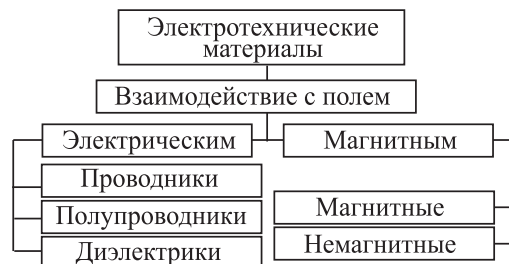 Электротехнические
материалы
Взаимодействие с полем
Электрическим
Магнитным
Проводники
Полупроводники
Диэлектрики
Магнитные
Немагнитные